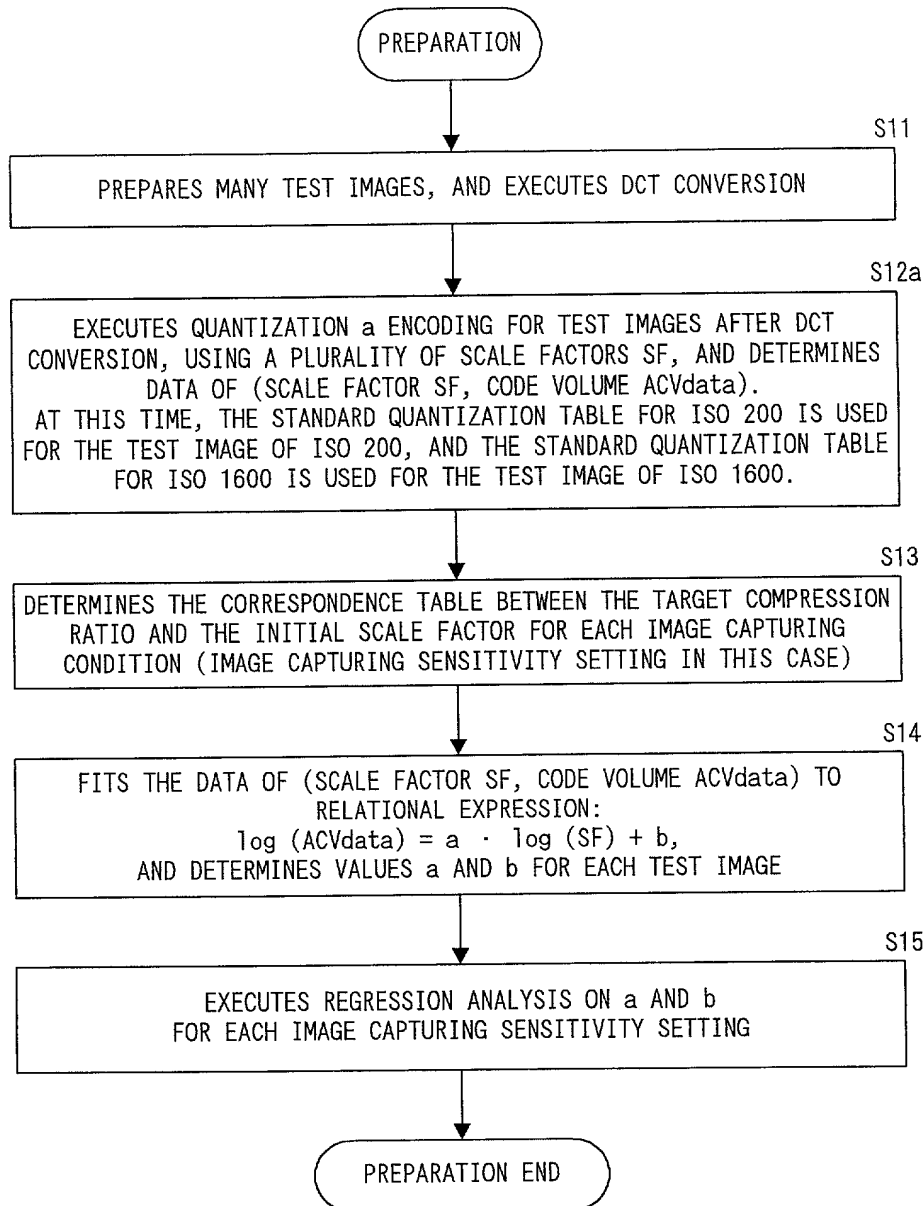 PREPARATION
S11
PREPARES MANY TEST IMAGES, AND EXECUTES DCT CONVERSION
S12a
EXECUTES QUANTIZATION a ENCODING FOR TEST IMAGES AFTER DCT
CONVERSION, USING A PLURALITY OF SCALE FACTORS SF, AND DETERMINES
DATA OF (SCALE FACTOR SF, CODE VOLUME ACVdata).
AT THIS TIME, THE STANDARD QUANTIZATION TABLE FOR ISO 200 IS USED
FOR THE TEST IMAGE OF ISO 200, AND THE STANDARD QUANTIZATION TABLE
FOR ISO 1600 IS USED FOR THE TEST IMAGE OF ISO 1600.
S13
DETERMINES THE CORRESPONDENCE TABLE BETWEEN THE TARGET COMPRESSION
RATIO AND THE INITIAL SCALE FACTOR FOR EACH IMAGE CAPTURING
CONDITION (IMAGE CAPTURING SENSITIVITY SETTING IN THIS CASE)
S14
FITS THE DATA OF (SCALE FACTOR SF, CODE VOLUME ACVdata) TO
RELATIONAL EXPRESSION:
log (ACVdata) = a · log (SF) + b,
AND DETERMINES VALUES a AND b FOR EACH TEST IMAGE
S15
EXECUTES REGRESSION ANALYSIS ON a AND b
FOR EACH IMAGE CAPTURING SENSITIVITY SETTING
PREPARATION END